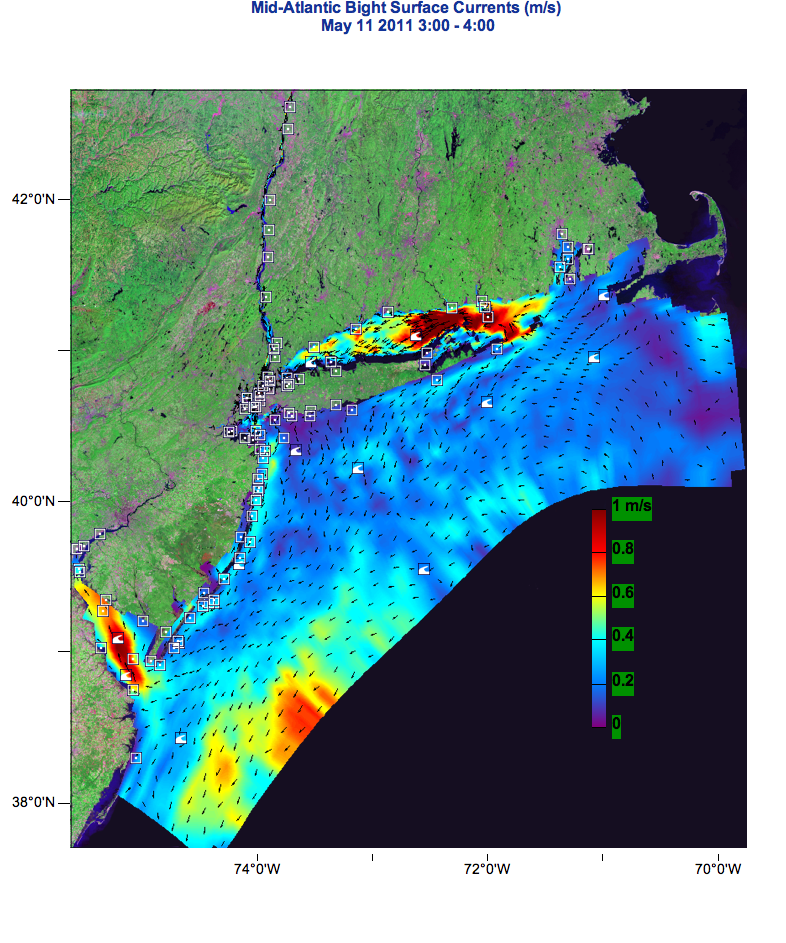 Mid-Atlantic Bight Surface Currents (m/s)
May 11 2011 3:00 - 4:00
42°0'N
40°0'N
38°0'N
1 m/s
0.8
0.6
0.4
0.2
0
74°0'W
72°0'W
70°0'W